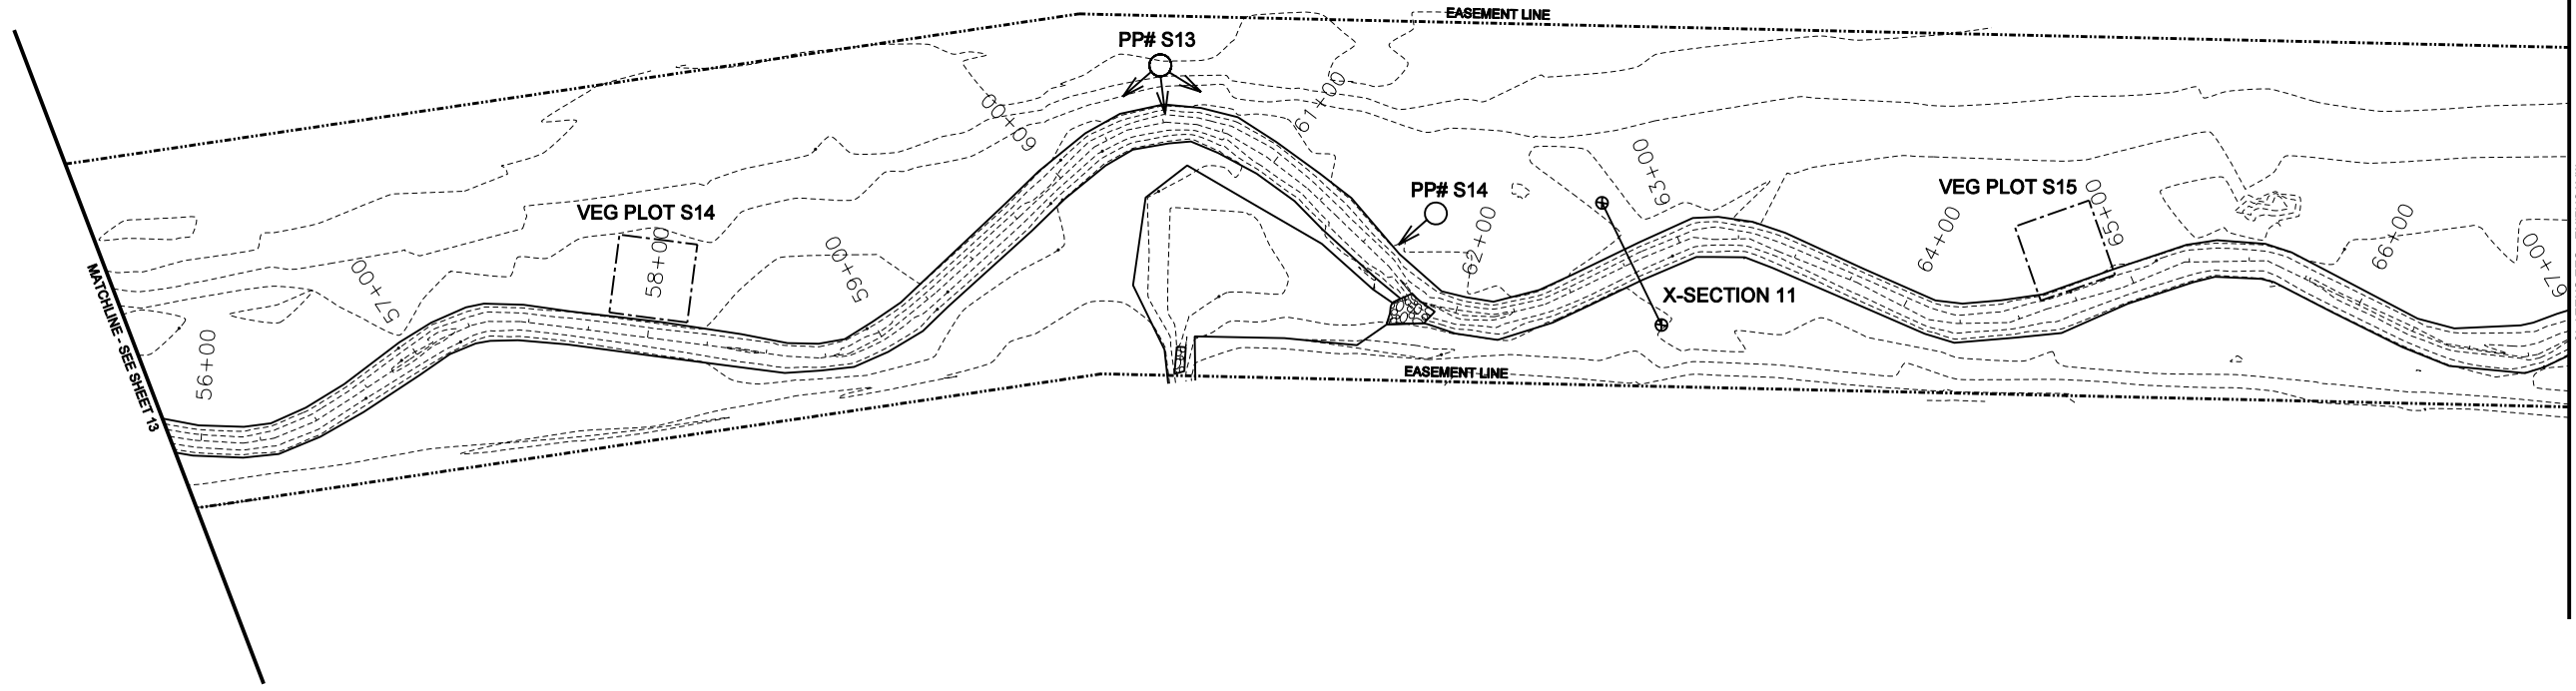 EASEMENT LINE
PP# S13
61+00
60+00
PP# S14
63+00
VEG PLOT S15
65+00
VEG PLOT S14
58+00
59+00
62+00
64+00
66+00
67+00
57+00
X-SECTION 11
MATCHLINE - SEE SHEET 13
56+00
EASEMENT LINE